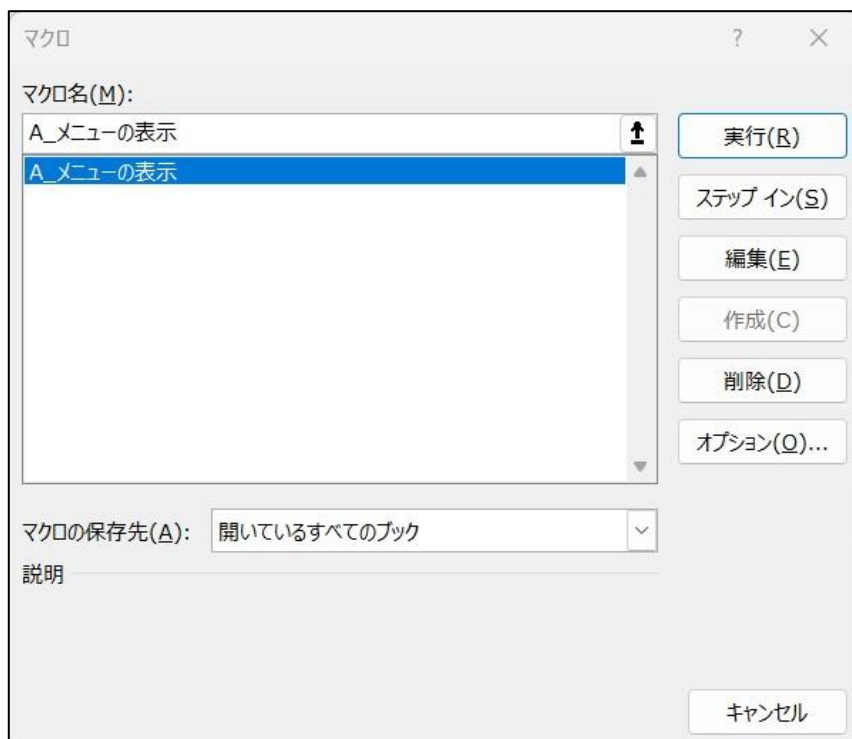 マクロ
?
マクロ名(M):
A_メニューの表示
実行(R)
A_メニューの表示
ステップ イン(S)
編集(E)
作成(C)
削除(D)
オプション(O)...
マクロの保存先(A):
開いているすべてのブック
説明
キャンセル